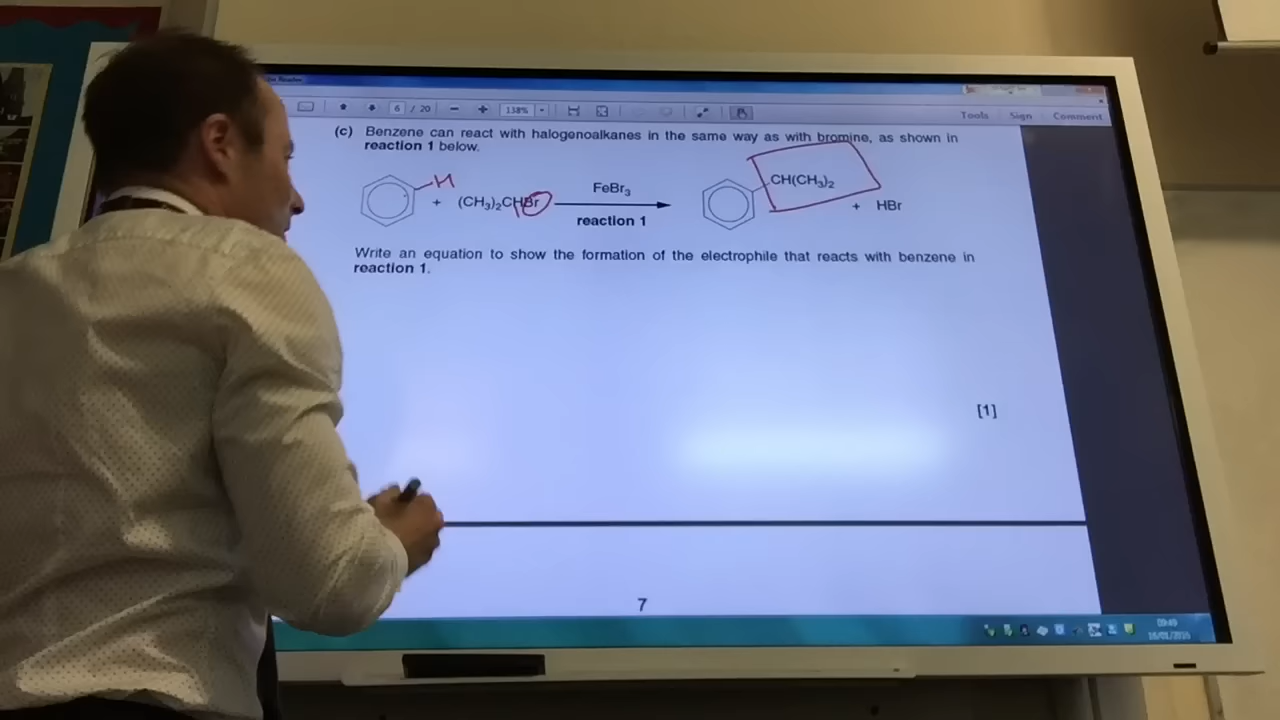 6 / 20
138%
Tools Sign Comment
(c) Benzene can react with halogenoalkanes in the same way as with bromine, as shown in
reaction 1 below.
H
+ (CH₃)₂CHBr FeBr₃ CH(CH₃)₂
reaction 1 + HBr
Write an equation to show the formation of the electrophile that reacts with benzene in
reaction 1.
[1]
7